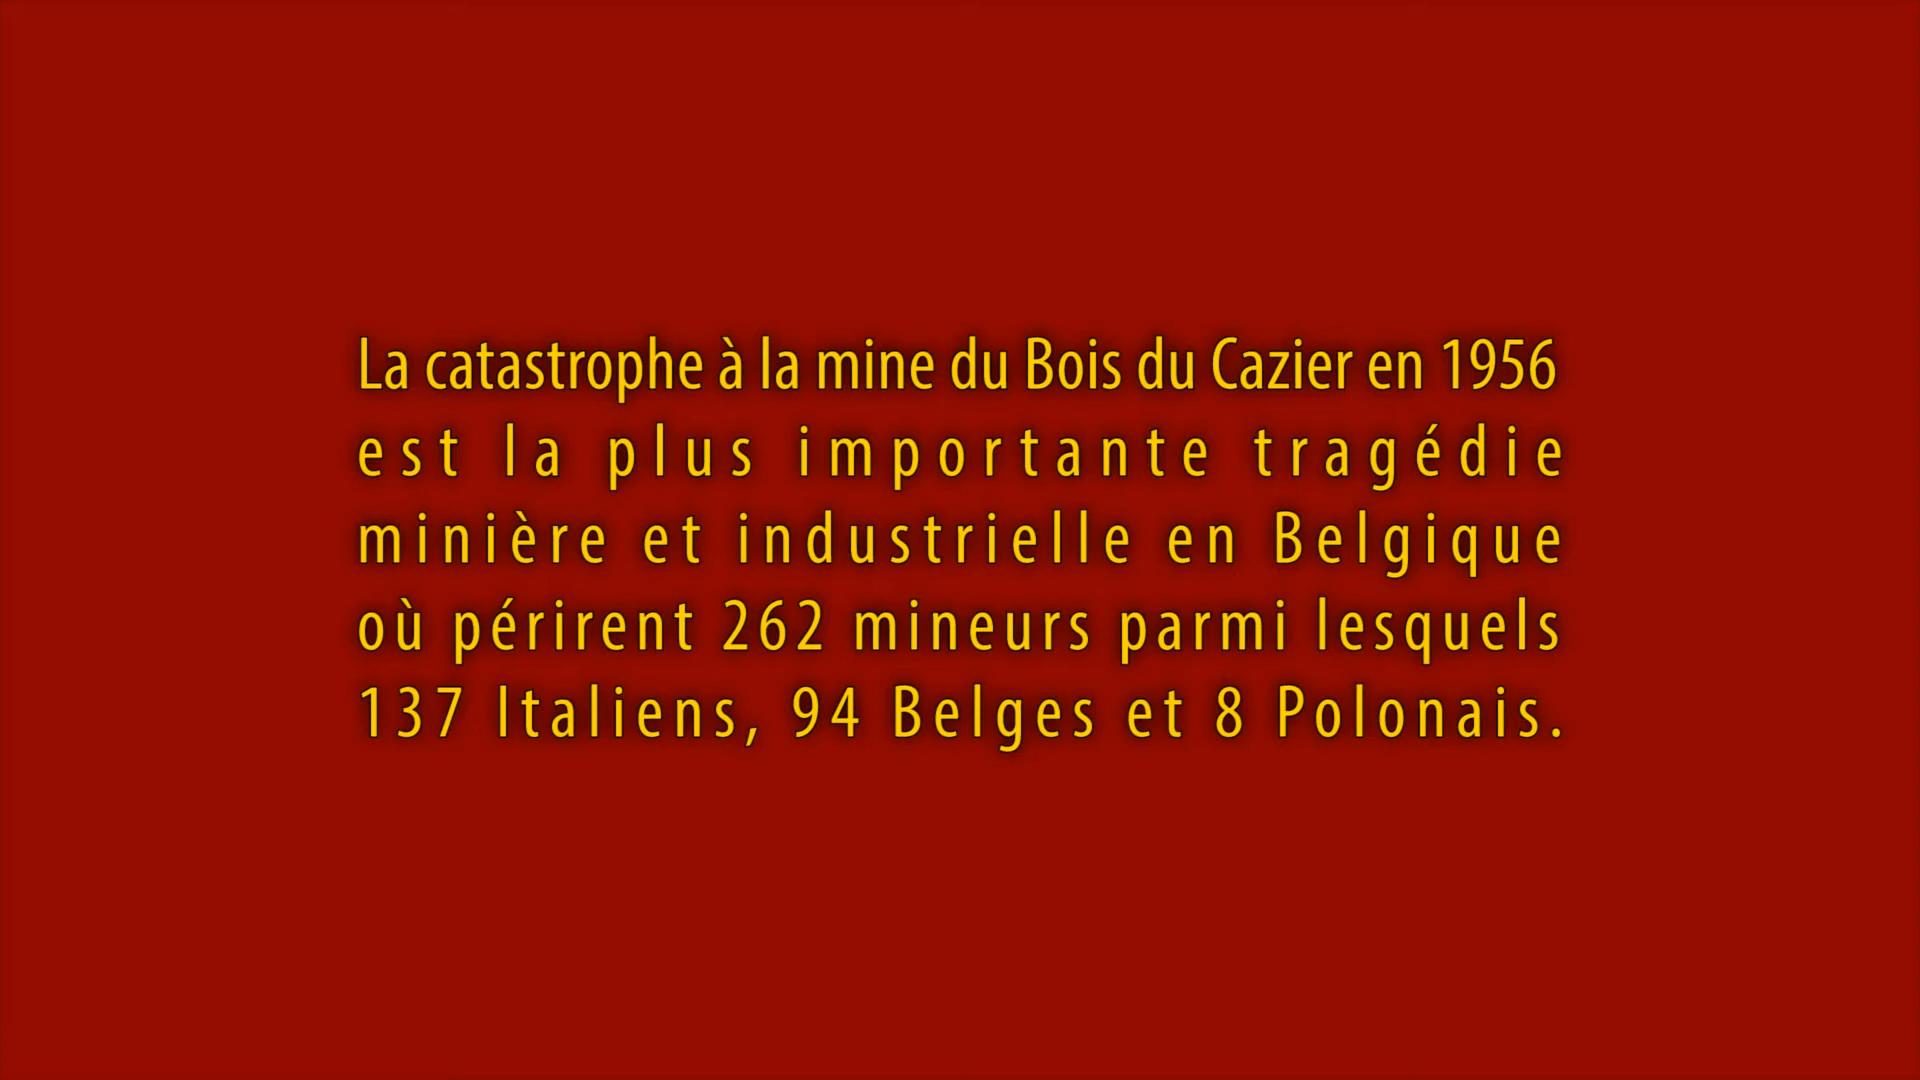 La catastrophe à la mine du Bois du Cazier en 1956
est la plus importante tragédie
minière et industrielle en Belgique
où périrent 262 mineurs parmi lesquels
137 Italiens, 94 Belges et 8 Polonais.